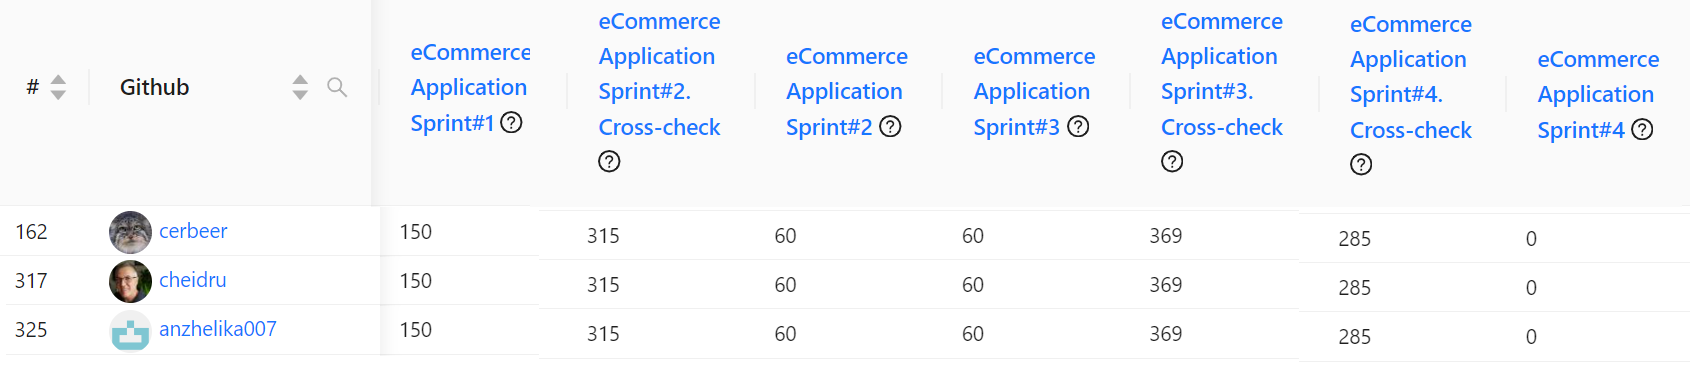 #
Github
eCommerce
Application
Sprint#1
eCommerce
Application
Sprint#2.
Cross-check
eCommerce
Application
Sprint#2
eCommerce
Application
Sprint#3
eCommerce
Application
Sprint#3.
Cross-check
eCommerce
Application
Sprint#4.
Cross-check
eCommerce
Application
Sprint#4
162 cerbeer 150 315 60 60 369 285 0
317 cheidru 150 315 60 60 369 285 0
325 anzhelika007 150 315 60 60 369 285 0